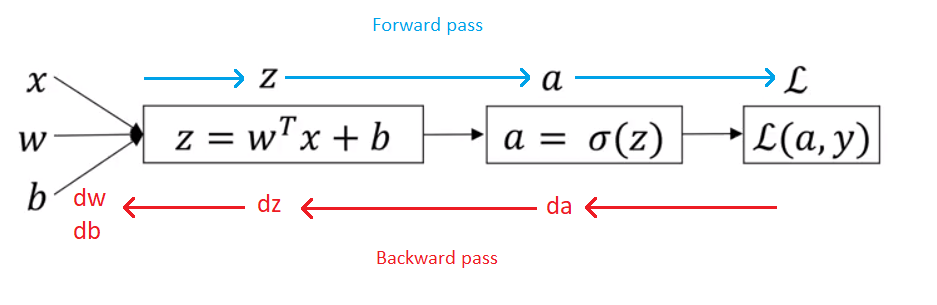 Forward pass
x z a ℒ
w z = wᵀx + b a = σ(z) ℒ(a, y)
b dw dz da
db
Backward pass